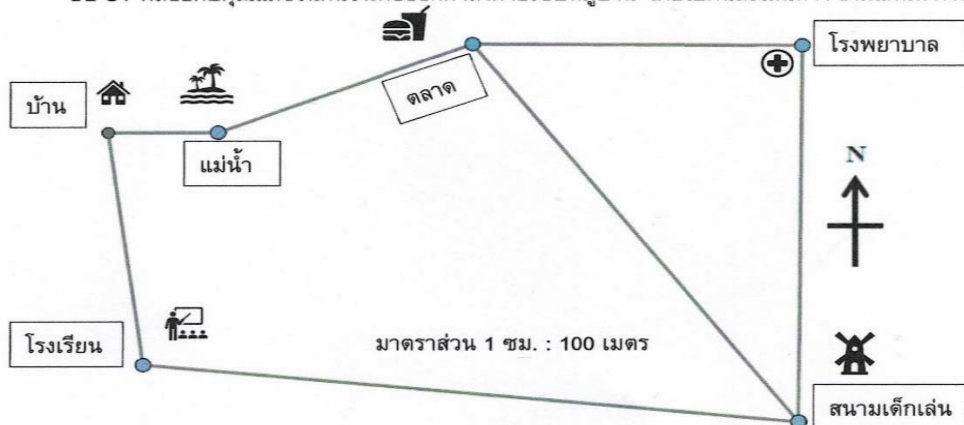 โรงพยาบาล
บ้าน
ตลาด
แม่น้ำ
N
โรงเรียน
มาตราส่วน 1 ซม. : 100 เมตร
สนามเด็กเล่น